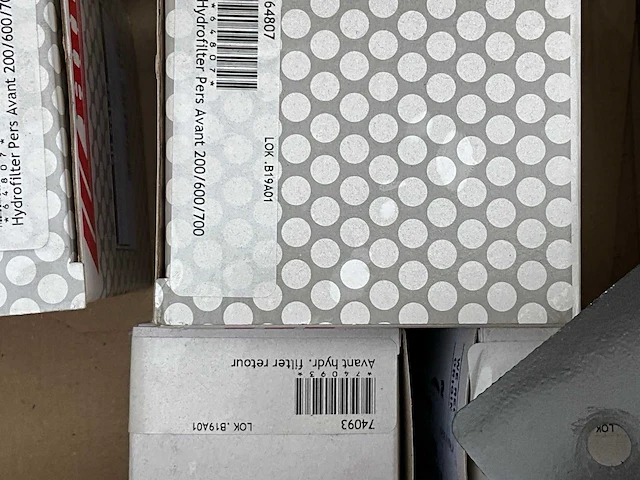 Hydrofilter Pers Avant 200/600/70
*64807*
64807
*64807*
Hydrofilter Pers Avant 200/600/700
LOK .B19A01
Avant hydr. filter retour
*74093*
74093
LOK .B19A01
LOK